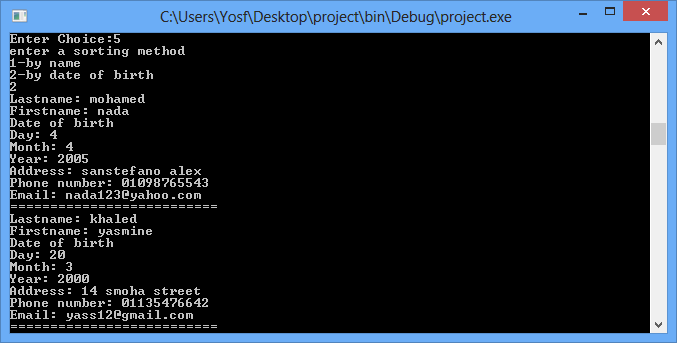 C:\Users\Yosf\Desktop\project\bin\Debug\project.exe
Enter Choice:5
enter a sorting method
1-by name
2-by date of birth
2
Lastname: mohamed
Firstname: nada
Date of birth
Day: 4
Month: 4
Year: 2005
Address: sanstefano alex
Phone number: 01098765543
Email: nada123@yahoo.com
==========================
Lastname: khaled
Firstname: yasmine
Date of birth
Day: 20
Month: 3
Year: 2000
Address: 14 smoha street
Phone number: 01135476642
Email: yass12@gmail.com
==========================